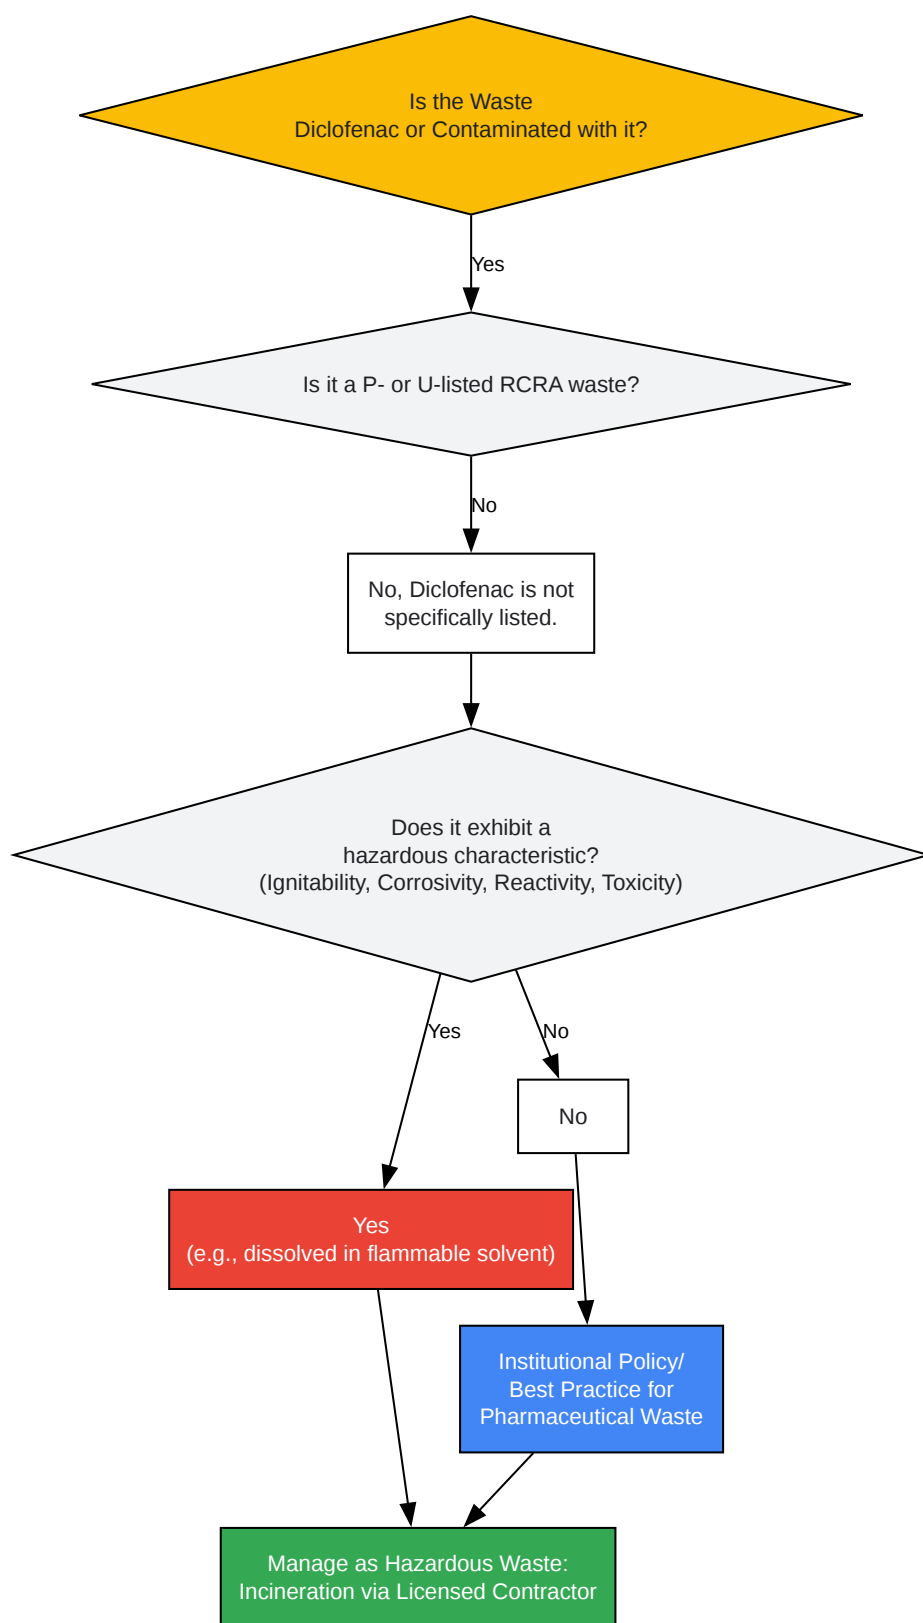 Is the Waste
Diclofenac or Contaminated with it?
Yes
Is it a P- or U-listed RCRA waste?
No
No, Diclofenac is not
specifically listed.
Does it exhibit a
hazardous characteristic?
(Ignitability, Corrosivity, Reactivity, Toxicity)
Yes
No
No
Yes
(e.g., dissolved in flammable solvent)
Institutional Policy/
Best Practice for
Pharmaceutical Waste
Manage as Hazardous Waste:
Incineration via Licensed Contractor